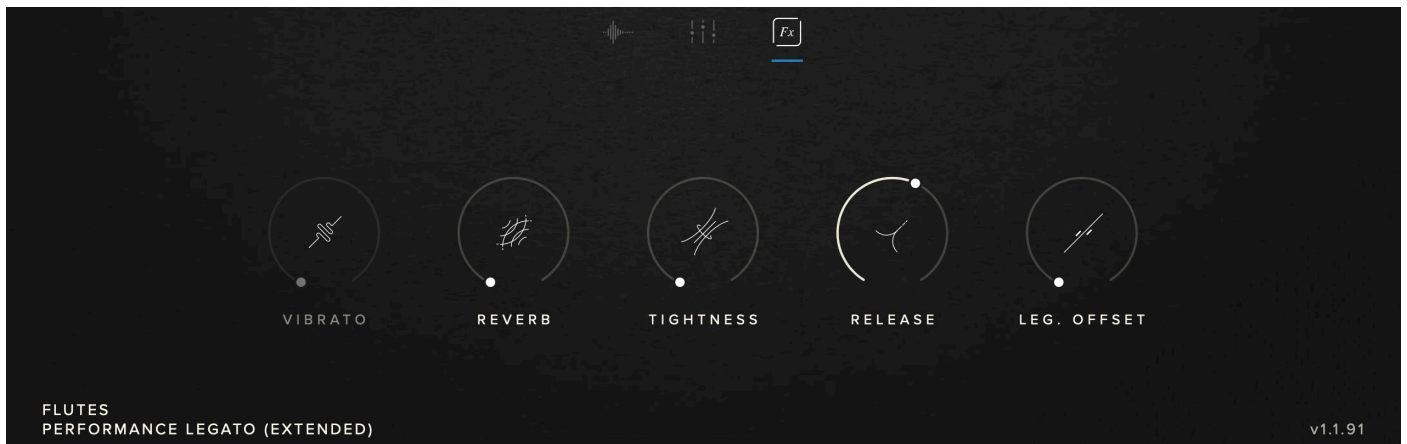 Fx
VIBRATO
REVERB
TIGHTNESS
RELEASE
LEG. OFFSET
FLUTES
PERFORMANCE LEGATO (EXTENDED)
v1.1.91